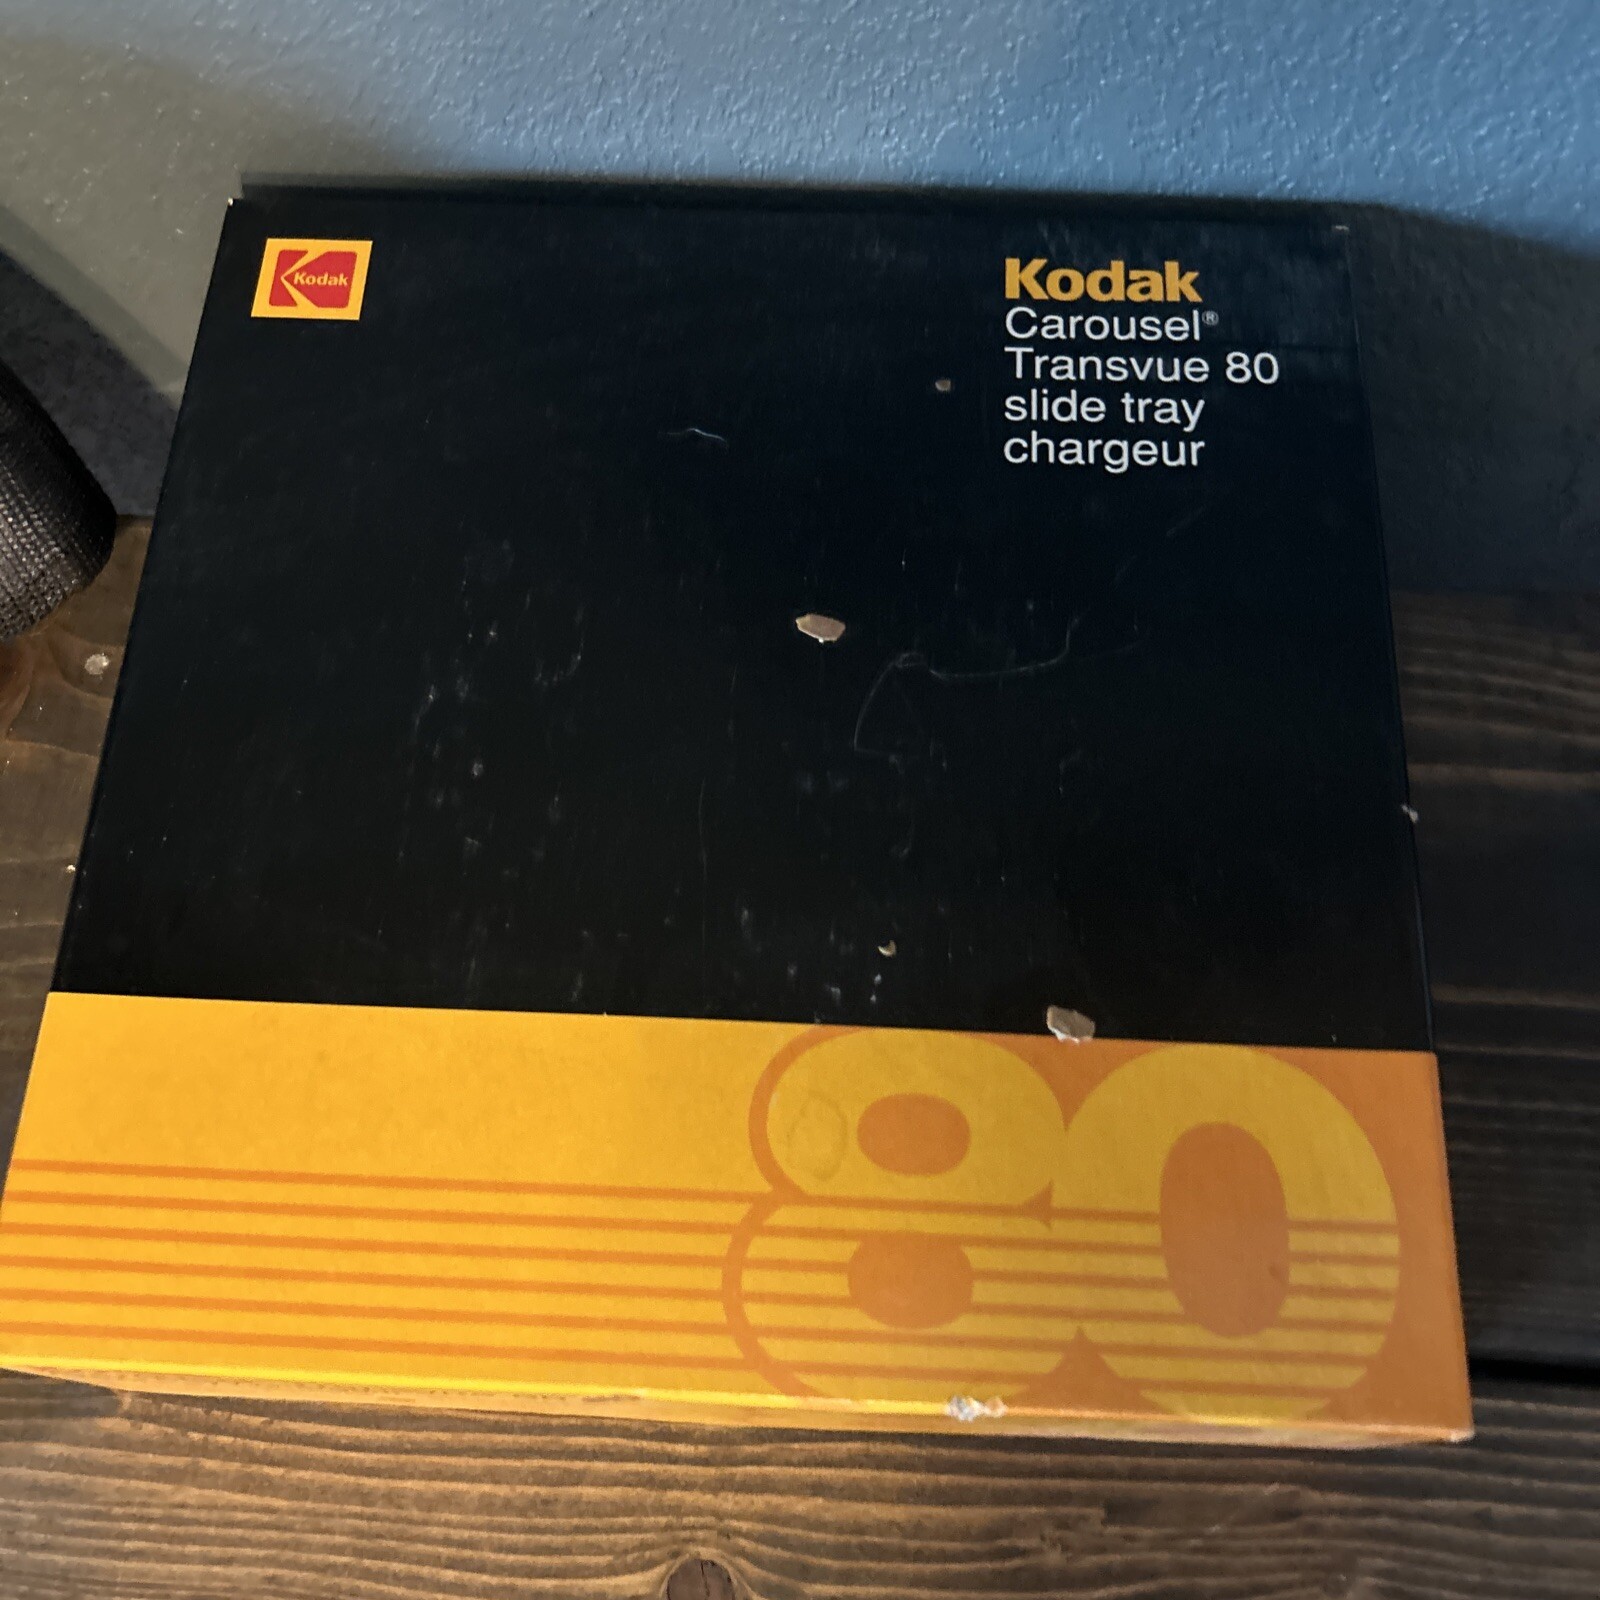 Kodak
Kodak
Carousel®
Transvue 80
slide tray
chargeur
80